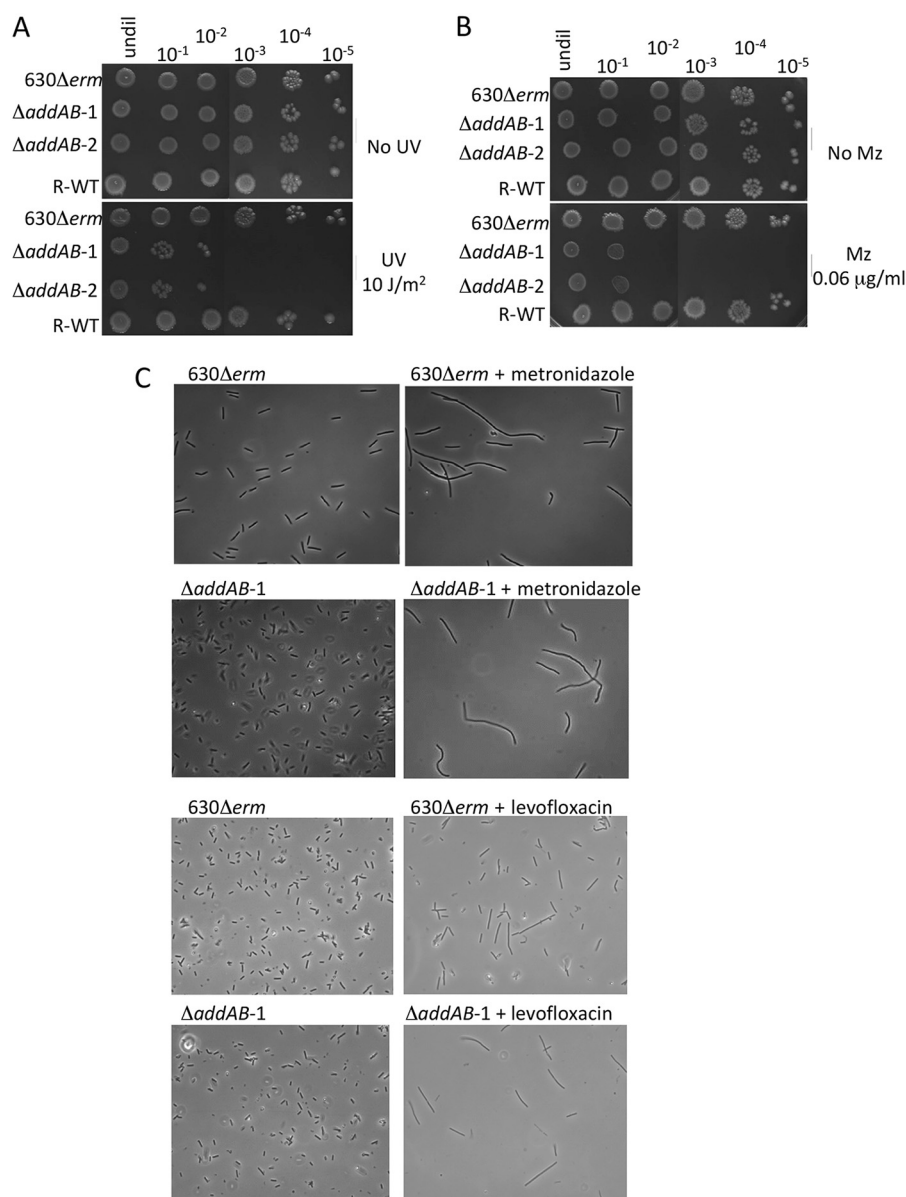 A
undil
10-1
10-2
10-3
10-4
10-5
630Δerm
ΔaddAB-1
ΔaddAB-2
R-WT
No UV
630Δerm
ΔaddAB-1
ΔaddAB-2
R-WT
UV
10 J/m²
B
undil
10-1
10-2
10-3
10-4
10-5
630Δerm
ΔaddAB-1
ΔaddAB-2
R-WT
No Mz
630Δerm
ΔaddAB-1
ΔaddAB-2
R-WT
Mz
0.06 µg/ml
C
630Δerm
630Δerm + metronidazole
ΔaddAB-1
ΔaddAB-1 + metronidazole
630Δerm
630Δerm + levofloxacin
ΔaddAB-1
ΔaddAB-1 + levofloxacin